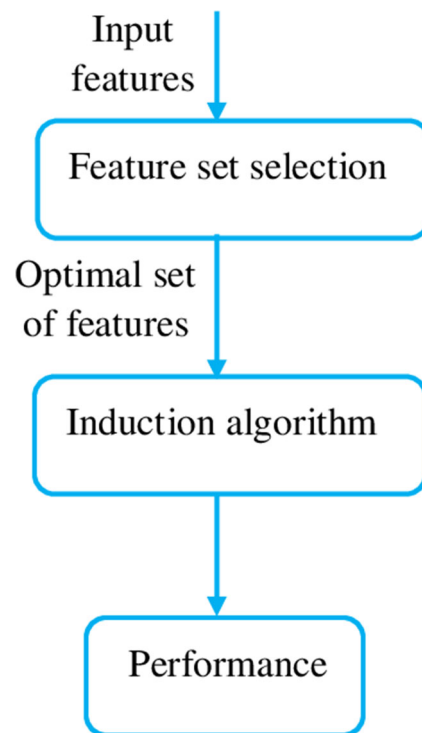 Input
features
Feature set selection
Optimal set
of features
Induction algorithm
Performance